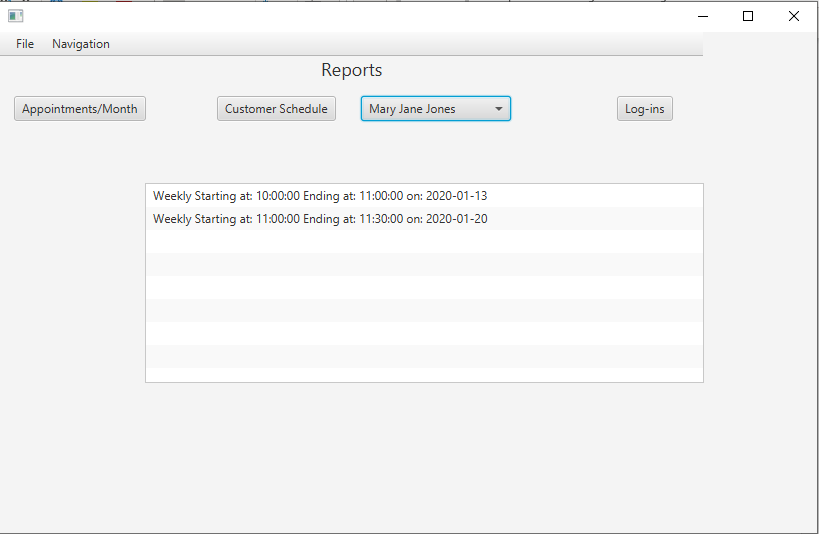 File Navigation
Reports
Appointments/Month Customer Schedule Mary Jane Jones Log-ins
Weekly Starting at: 10:00:00 Ending at: 11:00:00 on: 2020-01-13
Weekly Starting at: 11:00:00 Ending at: 11:30:00 on: 2020-01-20